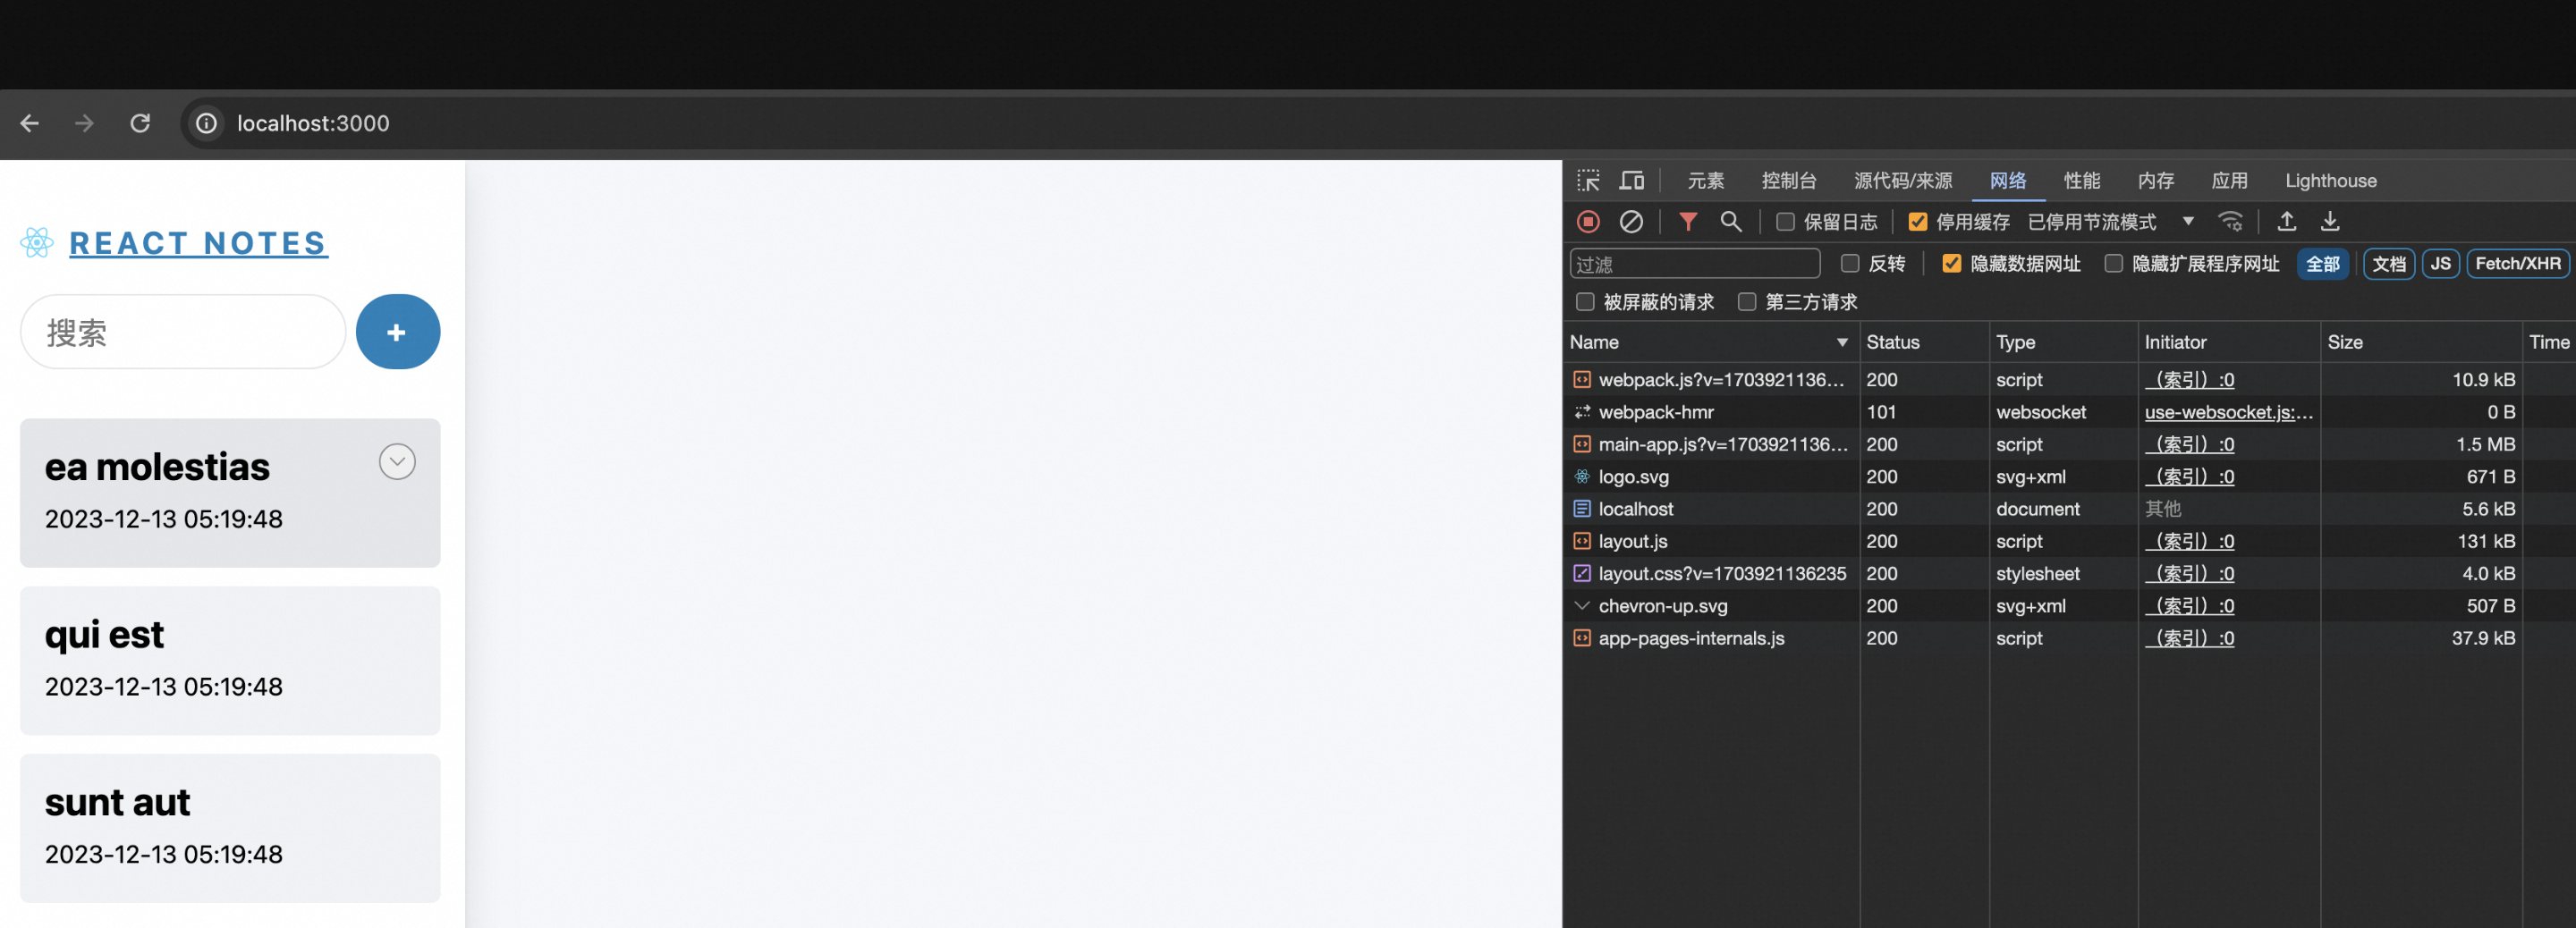 localhost:3000
REACT NOTES
搜索
+
ea molestias
2023-12-13 05:19:48
qui est
2023-12-13 05:19:48
sunt aut
2023-12-13 05:19:48
元素 控制台 源代码/来源 网络 性能 内存 应用 Lighthouse
保留日志 停用缓存 已停用节流模式
过滤 反转 隐藏数据网址 隐藏扩展程序网址 全部 文档 JS Fetch/XHR
被屏蔽的请求 第三方请求
Name Status Type Initiator Size Time
webpack.js?v=1703921136... 200 script （索引）:0 10.9 kB
webpack-hmr 101 websocket use-websocket.js:... 0 B
main-app.js?v=1703921136... 200 script （索引）:0 1.5 MB
logo.svg 200 svg+xml （索引）:0 671 B
localhost 200 document 其他 5.6 kB
layout.js 200 script （索引）:0 131 kB
layout.css?v=1703921136235 200 stylesheet （索引）:0 4.0 kB
chevron-up.svg 200 svg+xml （索引）:0 507 B
app-pages-internals.js 200 script （索引）:0 37.9 kB